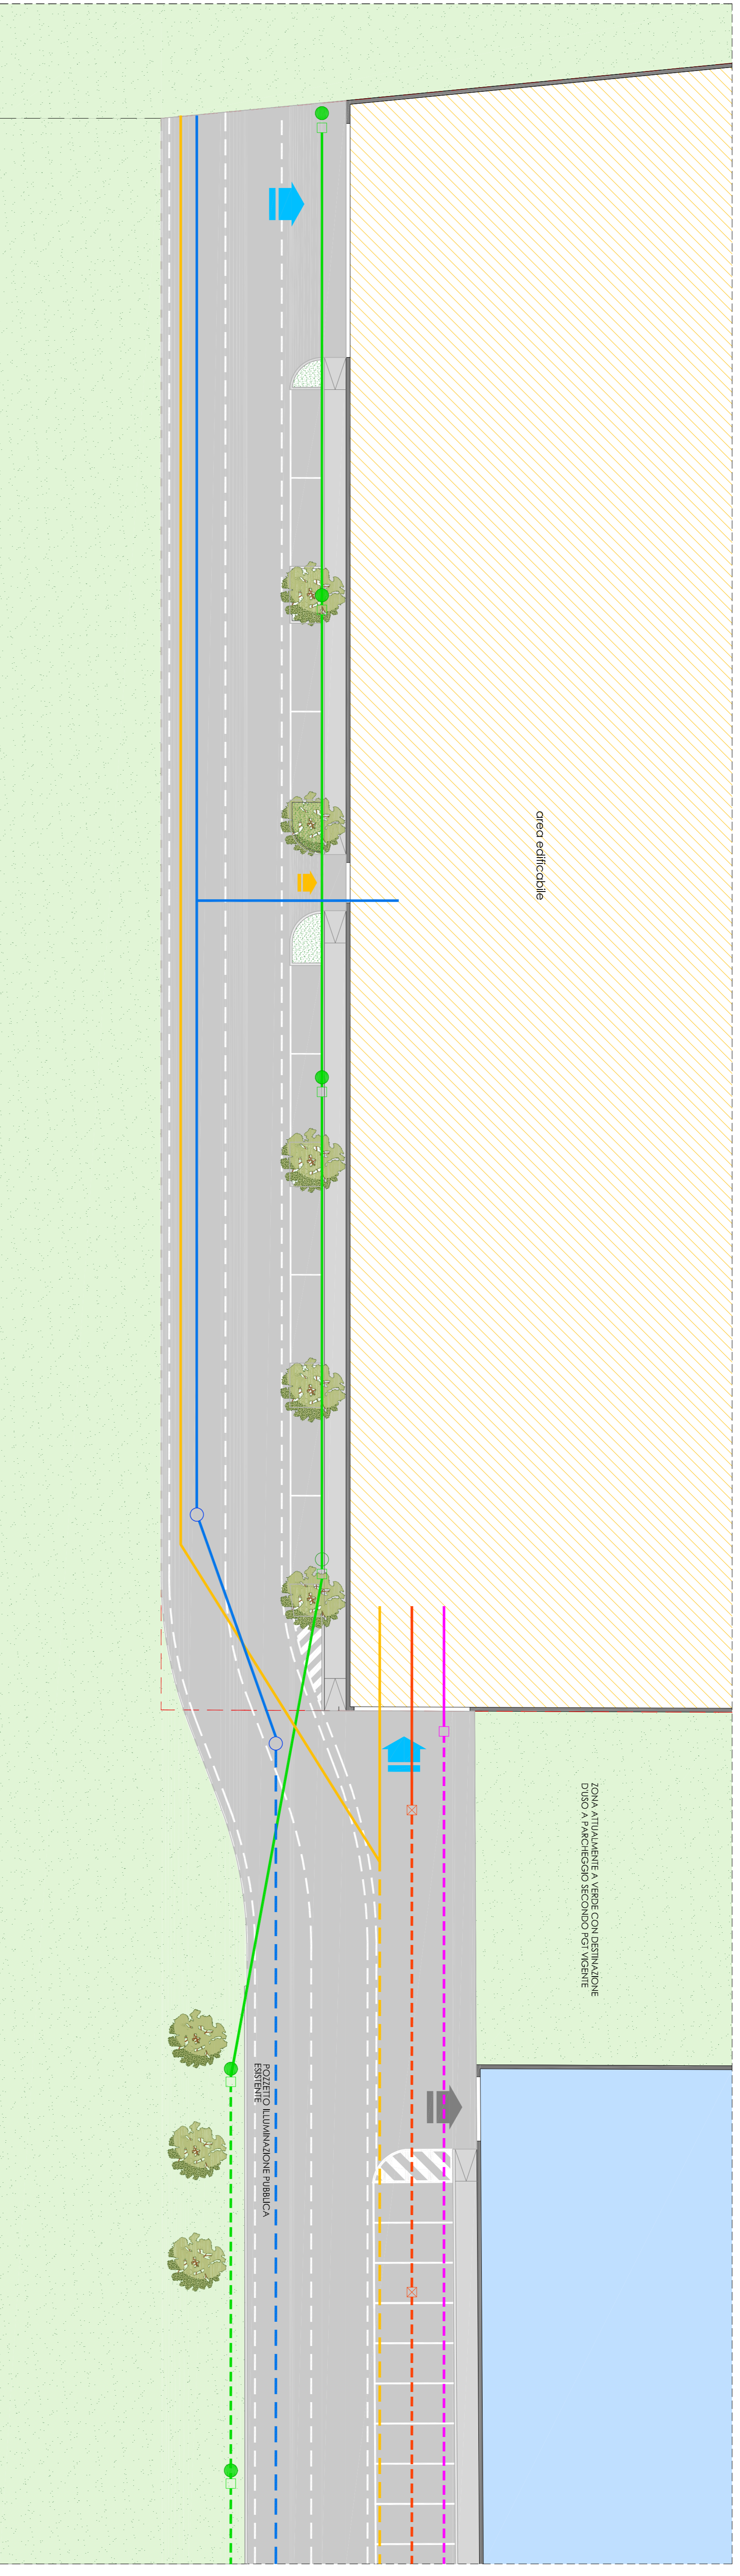 area edificabile
ZONA ATTUALMENTE A VERDE CON DESTINAZIONE
D'USO A PARCHEGGIO SECONDO PGT VIGENTE
POZZETTO ILLUMINAZIONE PUBBLICA
ESISTENTE